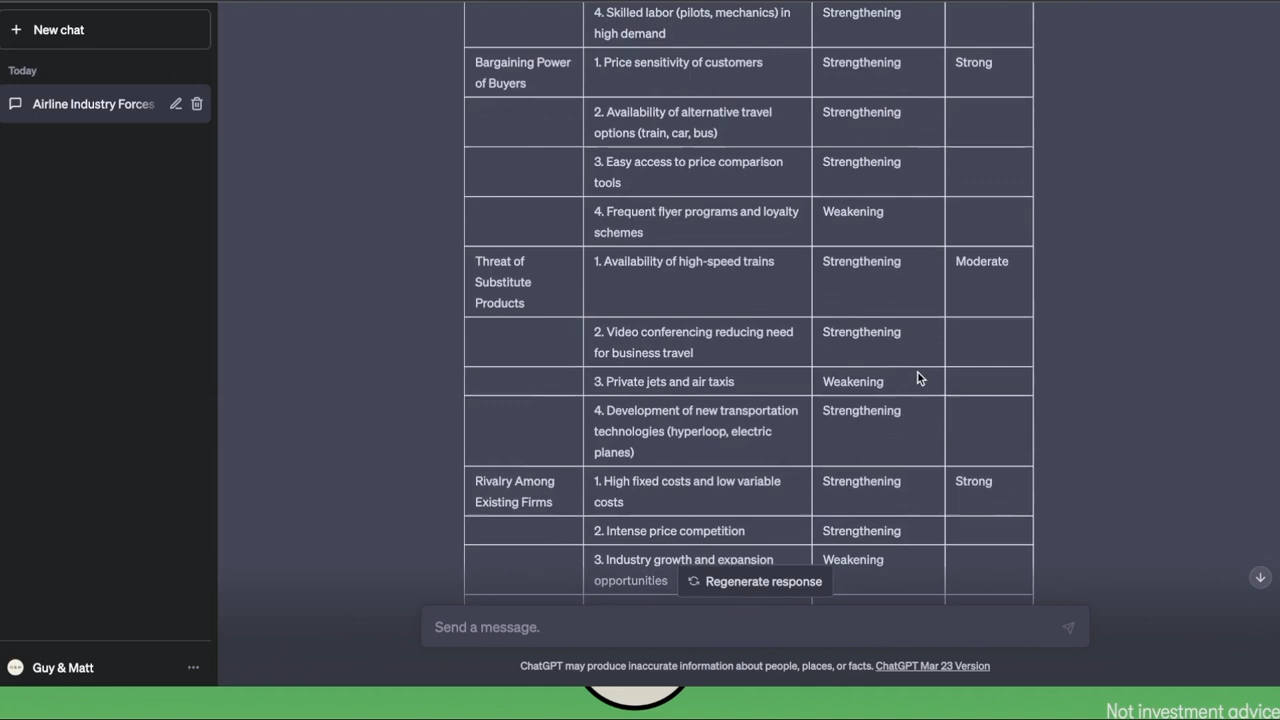 New chat
Today
Airline Industry Forces
4. Skilled labor (pilots, mechanics) in
high demand
Strengthening
Bargaining Power
of Buyers
1. Price sensitivity of customers
Strengthening
Strong
2. Availability of alternative travel
options (train, car, bus)
Strengthening
3. Easy access to price comparison
tools
Strengthening
4. Frequent flyer programs and loyalty
schemes
Weakening
Threat of
Substitute
Products
1. Availability of high-speed trains
Strengthening
Moderate
2. Video conferencing reducing need
for business travel
Strengthening
3. Private jets and air taxis
Weakening
4. Development of new transportation
technologies (hyperloop, electric
planes)
Strengthening
Rivalry Among
Existing Firms
1. High fixed costs and low variable
costs
Strengthening
Strong
2. Intense price competition
Strengthening
3. Industry growth and expansion
opportunities
Weakening
Regenerate response
Send a message.
Guy & Matt
ChatGPT may produce inaccurate information about people, places, or facts. ChatGPT Mar 23 Version
Not investment advice